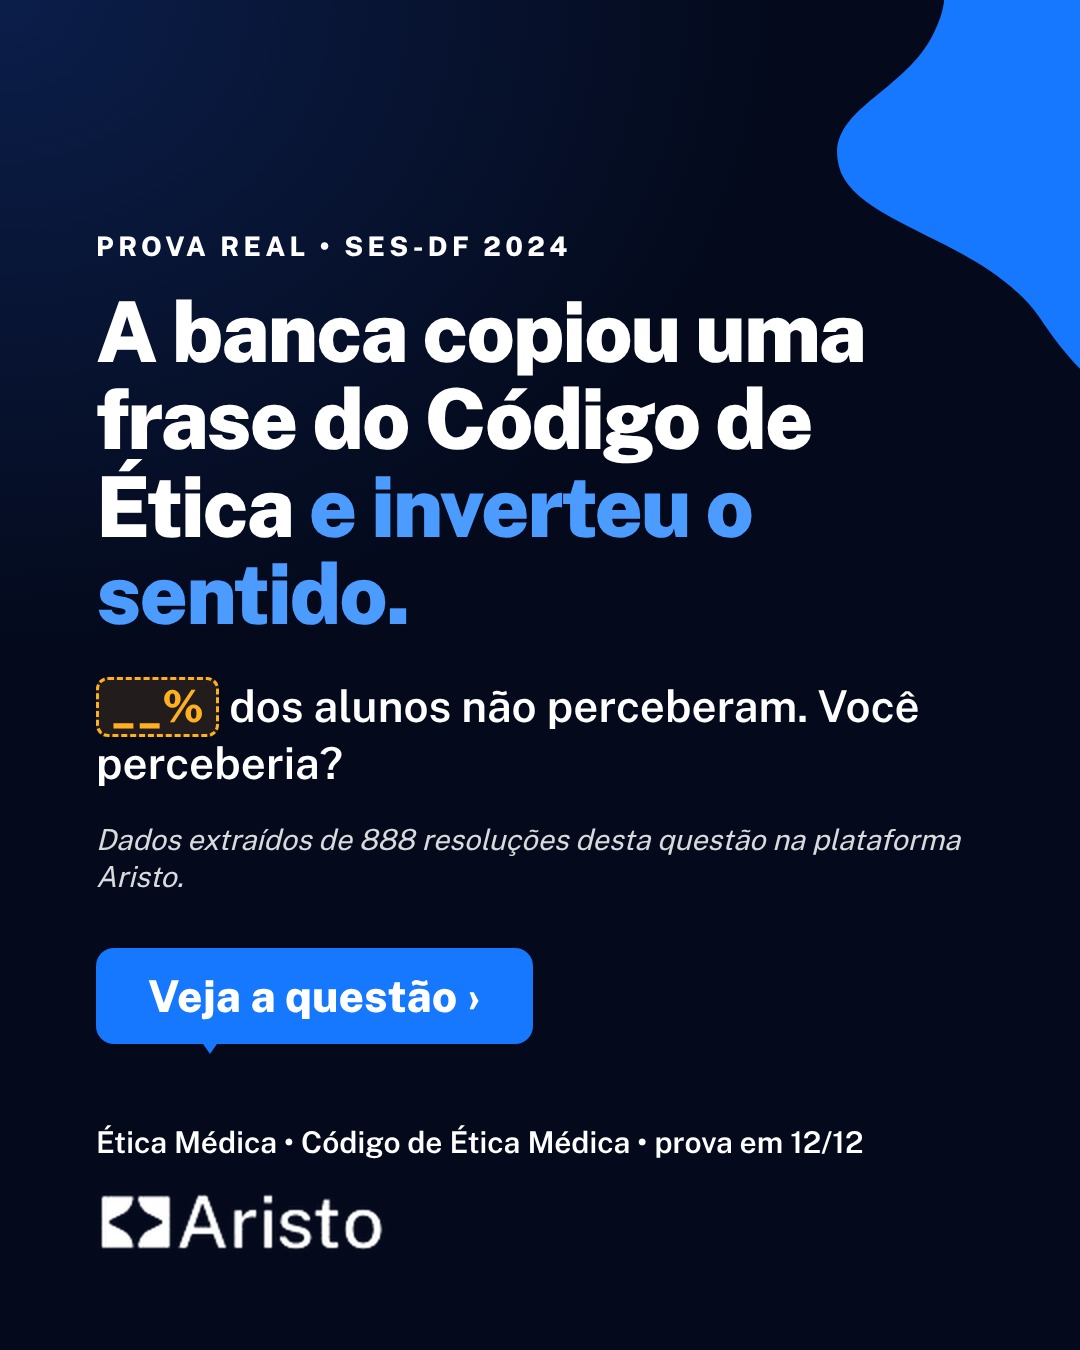 PROVA REAL • SES-DF 2024
A banca copiou uma
frase do Código de
Ética e inverteu o
sentido.
__% dos alunos não perceberam. Você
perceberia?
Dados extraídos de 888 resoluções desta questão na plataforma
Aristo.
Veja a questão ›
Ética Médica • Código de Ética Médica • prova em 12/12
Aristo